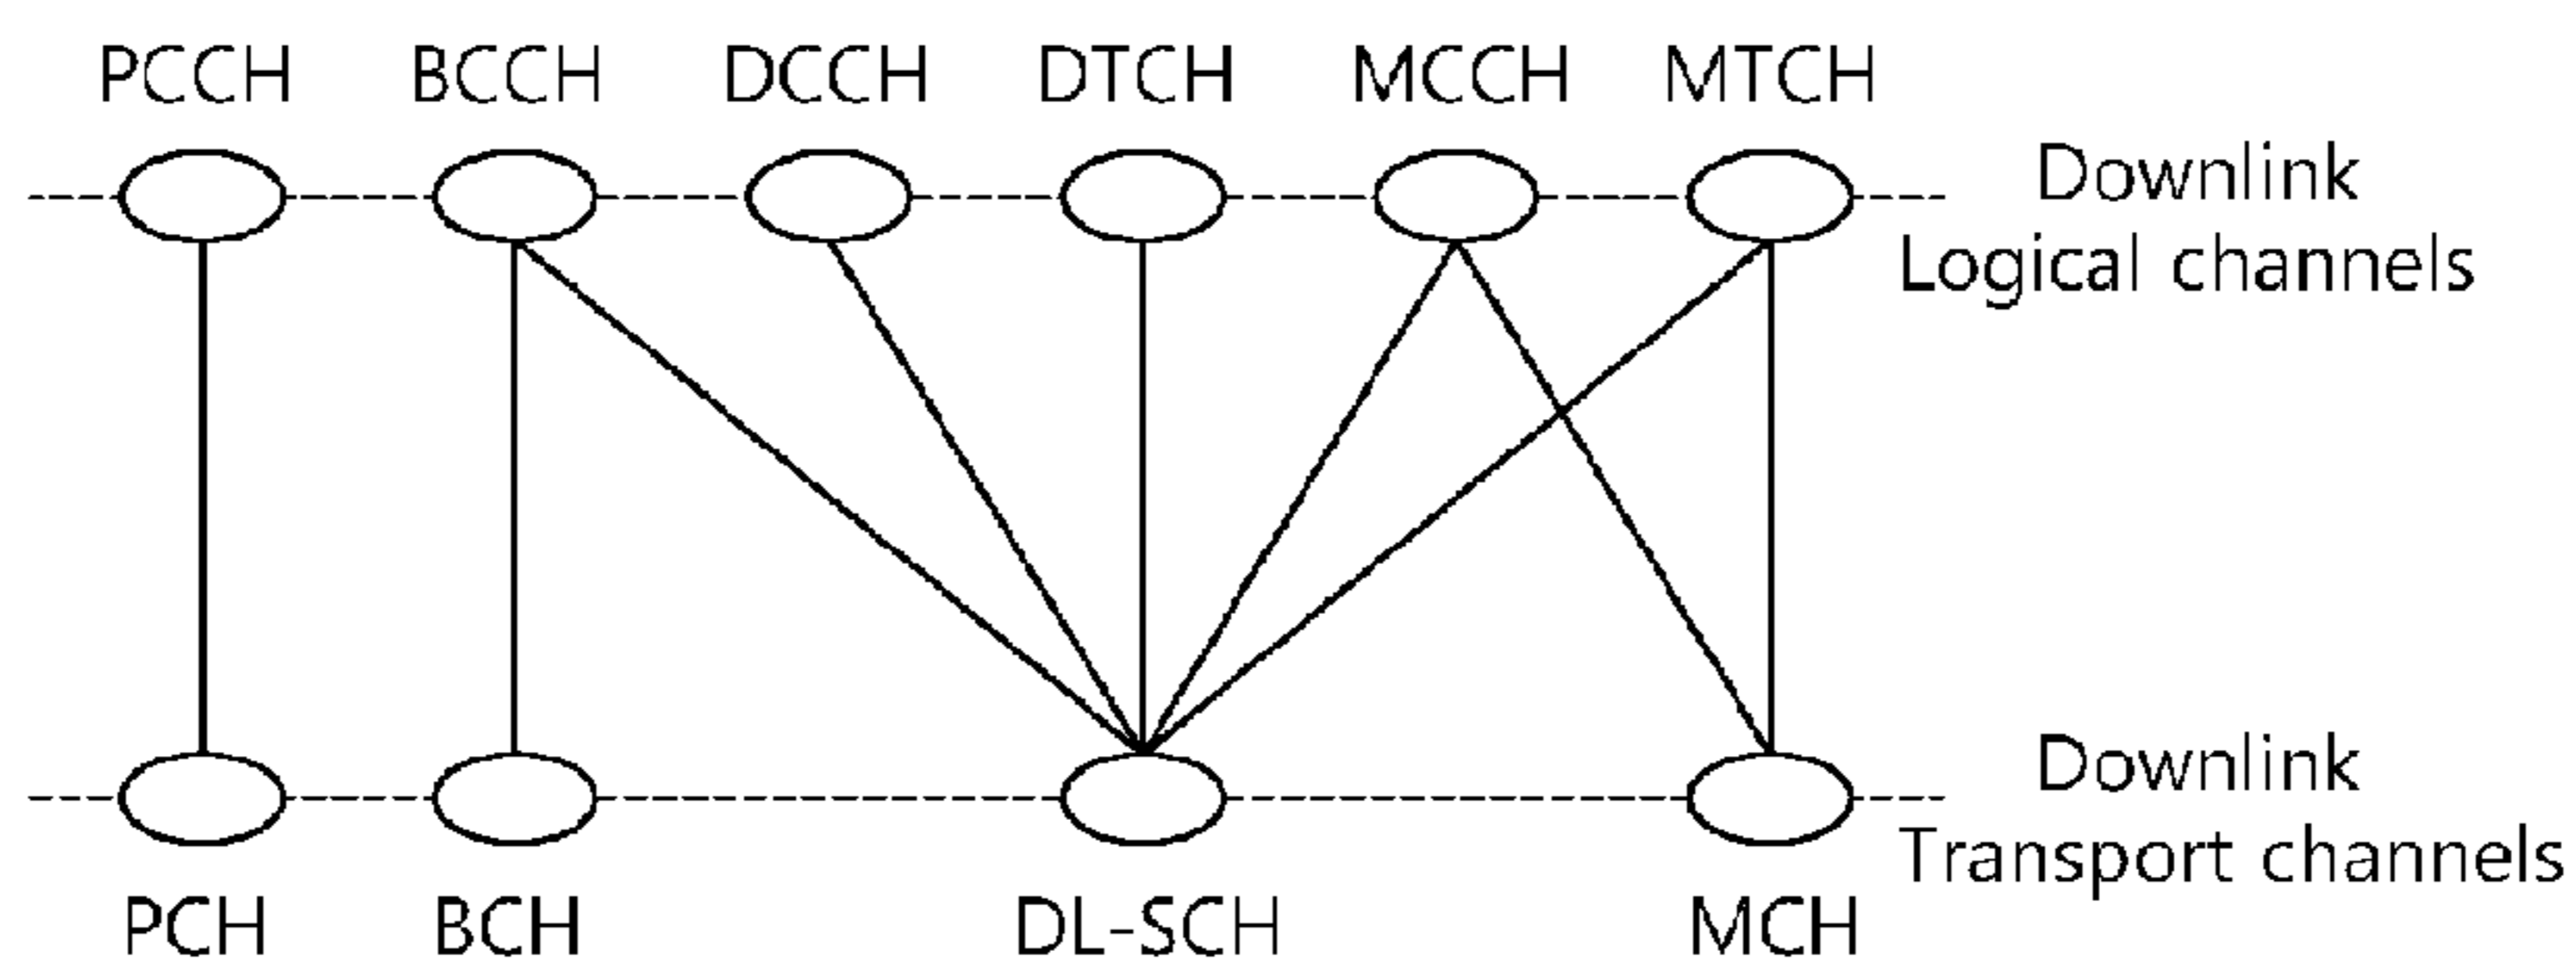 PCCH BCCH DCCH DTCH MCCH MTCH
Downlink
Logical channels
Downlink
Transport channels
PCH BCH DL-SCH MCH